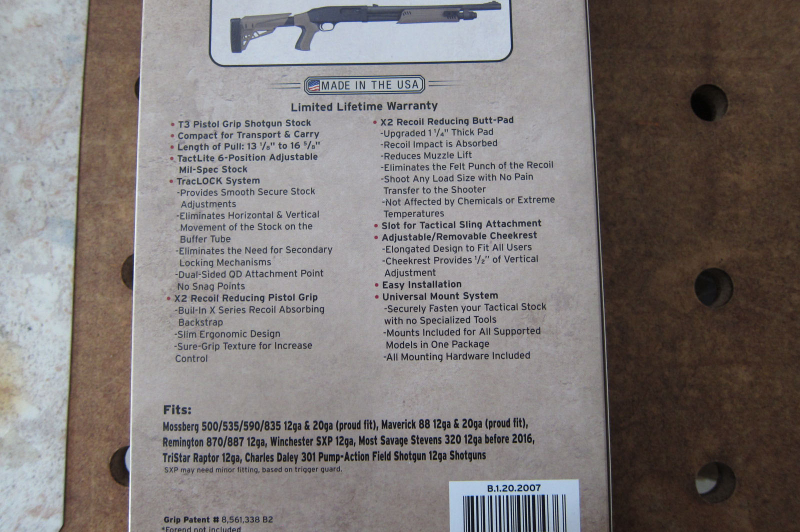 MADE IN THE USA
Limited Lifetime Warranty
• T3 Pistol Grip Shotgun Stock
• Compact for Transport & Carry
• Length of Pull: 13 1/8" to 16 5/8"
• TactLite 6-Position Adjustable
Mil-Spec Stock
• TracLOCK System
-Provides Smooth Secure Stock
Adjustments
-Eliminates Horizontal & Vertical
Movement of the Stock on the
Buffer Tube
-Eliminates the Need for Secondary
Locking Mechanisms
-Dual-Sided QD Attachment Point
No Snag Points
• X2 Recoil Reducing Pistol Grip
-Buil-In X Series Recoil Absorbing
Backstrap
-Slim Ergonomic Design
-Sure-Grip Texture for Increase
Control
• X2 Recoil Reducing Butt-Pad
-Upgraded 1 1/4" Thick Pad
-Recoil Impact is Absorbed
-Reduces Muzzle Lift
-Eliminates the Felt Punch of the Recoil
-Shoot Any Load Size with No Pain
Transfer to the Shooter
-Not Affected by Chemicals or Extreme
Temperatures
• Slot for Tactical Sling Attachment
• Adjustable/Removable Cheekrest
-Elongated Design to Fit All Users
-Cheekrest Provides 1/2" of Vertical
Adjustment
• Easy Installation
• Universal Mount System
-Securely Fasten your Tactical Stock
with no Specialized Tools
-Mounts Included for All Supported
Models in One Package
-All Mounting Hardware Included
Fits:
Mossberg 500/535/590/835 12ga & 20ga (proud fit), Maverick 88 12ga & 20ga (proud fit),
Remington 870/887 12ga, Winchester SXP 12ga, Most Savage Stevens 320 12ga before 2016,
TriStar Raptor 12ga, Charles Daley 301 Pump-Action Field Shotgun 12ga Shotguns
SXP may need minor fitting, based on trigger guard.
B.1.20.2007
Grip Patent # 8,561,338 B2
*Forend not included